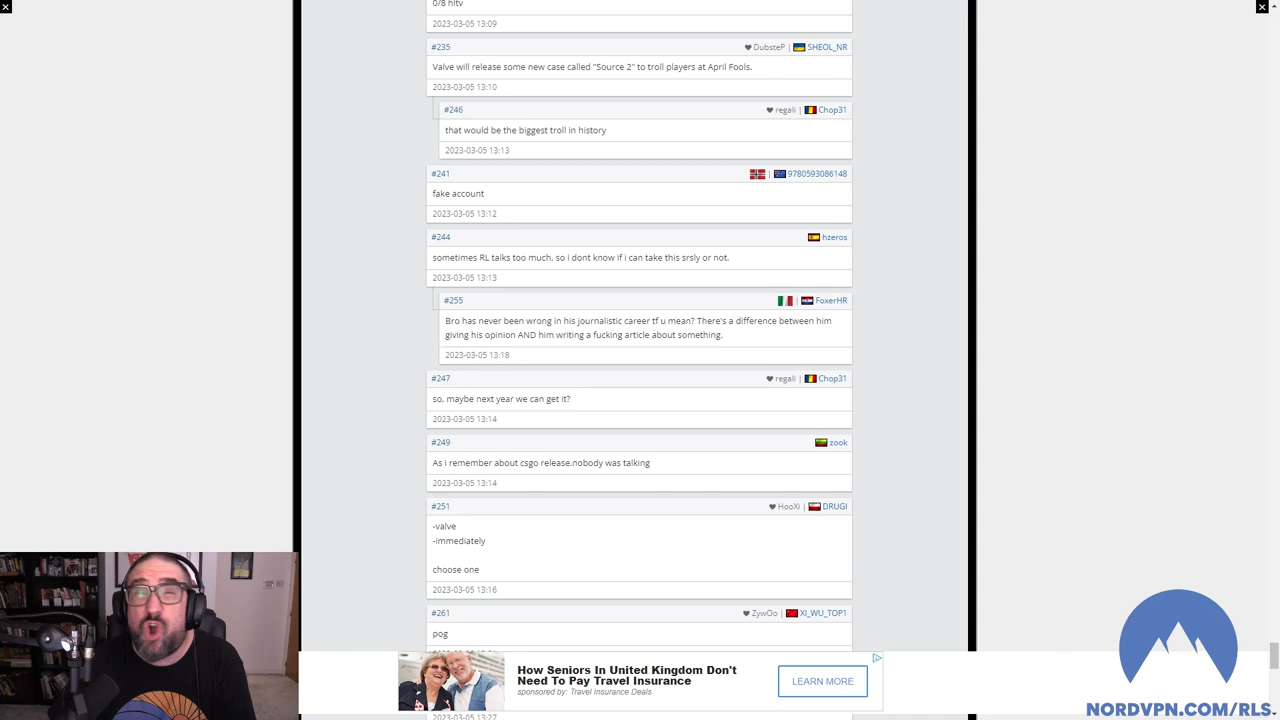 0/8 hltv
2023-03-05 13:09
#235
DubsteP | SHEOL_NR
Valve will release some new case called "Source 2" to troll players at April Fools.
2023-03-05 13:10
#246
regali | Chop31
that would be the biggest troll in history
2023-03-05 13:13
#241
| 9780593086148
fake account
2023-03-05 13:12
#244
hzeros
sometimes RL talks too much, so i dont know if i can take this srsly or not.
2023-03-05 13:13
#255
| FoxerHR
Bro has never been wrong in his journalistic career tf u mean? There's a difference between him
giving his opinion AND him writing a fucking article about something.
2023-03-05 13:18
#247
regali | Chop31
so, maybe next year we can get it?
2023-03-05 13:14
#249
zook
As i remember about csgo release.nobody was talking
2023-03-05 13:14
#251
HooXi | DRUGI
-valve
-immediately
choose one
2023-03-05 13:16
#261
ZywOo | XI_WU_TOP1
pog
How Seniors In United Kingdom Don't
Need To Pay Travel Insurance
sponsored by: Travel Insurance Deals
LEARN MORE
2023-03-05 13:27
NORDVPN.COM/RLS